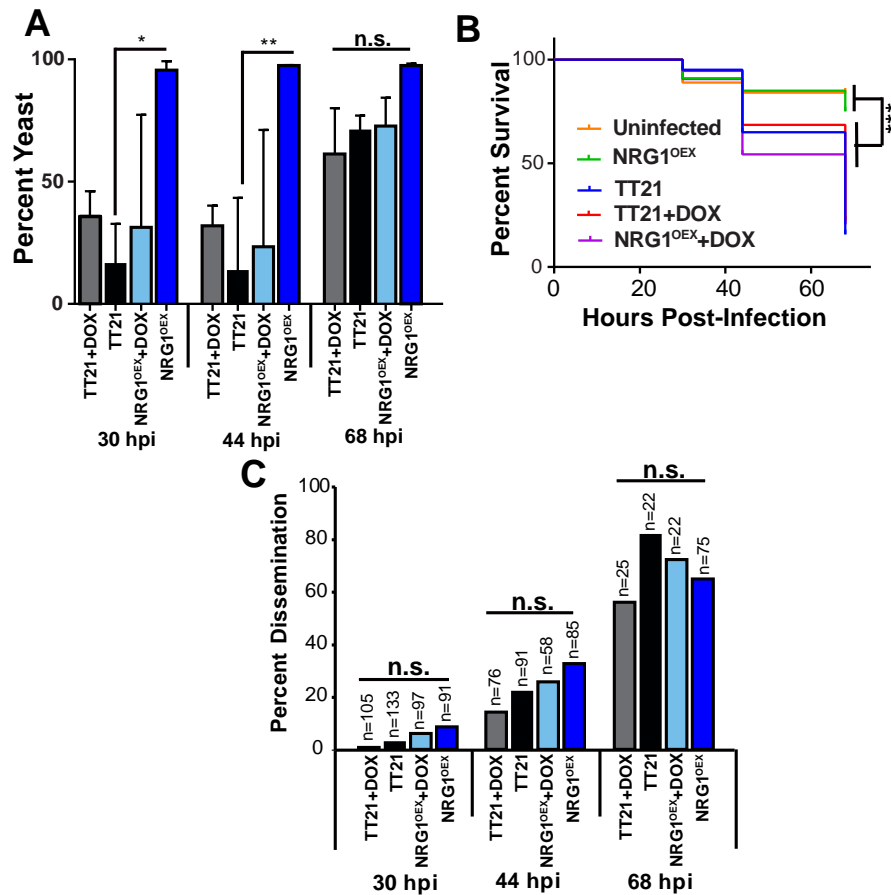 A
* ** n.s.
Percent Yeast
100
50
0
TT21+DOX TT21 NRG1OEX+DOX NRG1OEX TT21+DOX TT21 NRG1OEX+DOX NRG1OEX TT21+DOX TT21 NRG1OEX+DOX NRG1OEX
30 hpi 44 hpi 68 hpi
B
Percent Survival
100
50
0
Uninfected
NRG1OEX
TT21
TT21+DOX
NRG1OEX+DOX
0 20 40 60
Hours Post-Infection
C
Percent Dissemination
100
80
60
40
20
0
n.s. n.s. n.s.
n=105 n=133 n=97 n=91 n=76 n=91 n=58 n=85 n=25 n=22 n=22 n=75
TT21+DOX TT21 NRG1OEX+DOX NRG1OEX TT21+DOX TT21 NRG1OEX+DOX NRG1OEX TT21+DOX TT21 NRG1OEX+DOX NRG1OEX
30 hpi 44 hpi 68 hpi